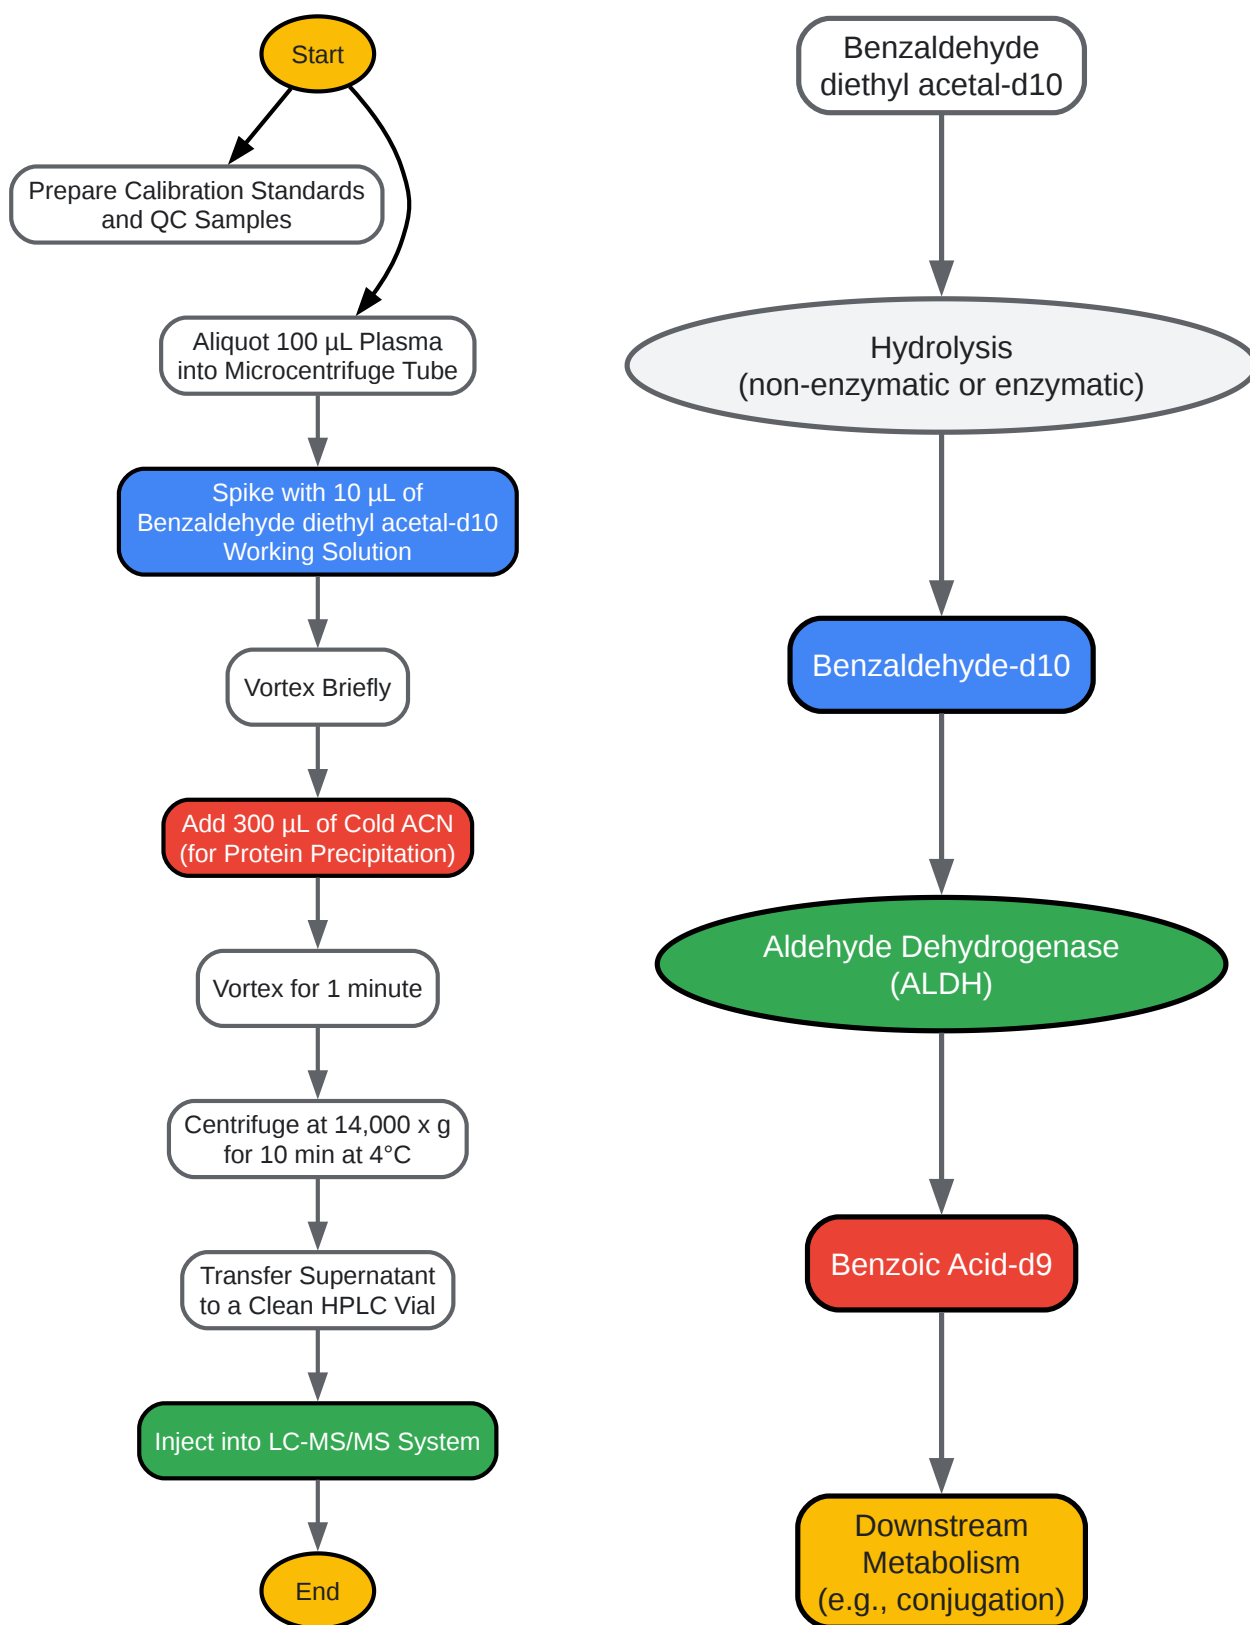 Start
Prepare Calibration Standards
and QC Samples
Aliquot 100 µL Plasma
into Microcentrifuge Tube
Spike with 10 µL of
Benzaldehyde diethyl acetal-d10
Working Solution
Vortex Briefly
Add 300 µL of Cold ACN
(for Protein Precipitation)
Vortex for 1 minute
Centrifuge at 14,000 x g
for 10 min at 4°C
Transfer Supernatant
to a Clean HPLC Vial
Inject into LC-MS/MS System
End
Benzaldehyde
diethyl acetal-d10
Hydrolysis
(non-enzymatic or enzymatic)
Benzaldehyde-d10
Aldehyde Dehydrogenase
(ALDH)
Benzoic Acid-d9
Downstream
Metabolism
(e.g., conjugation)